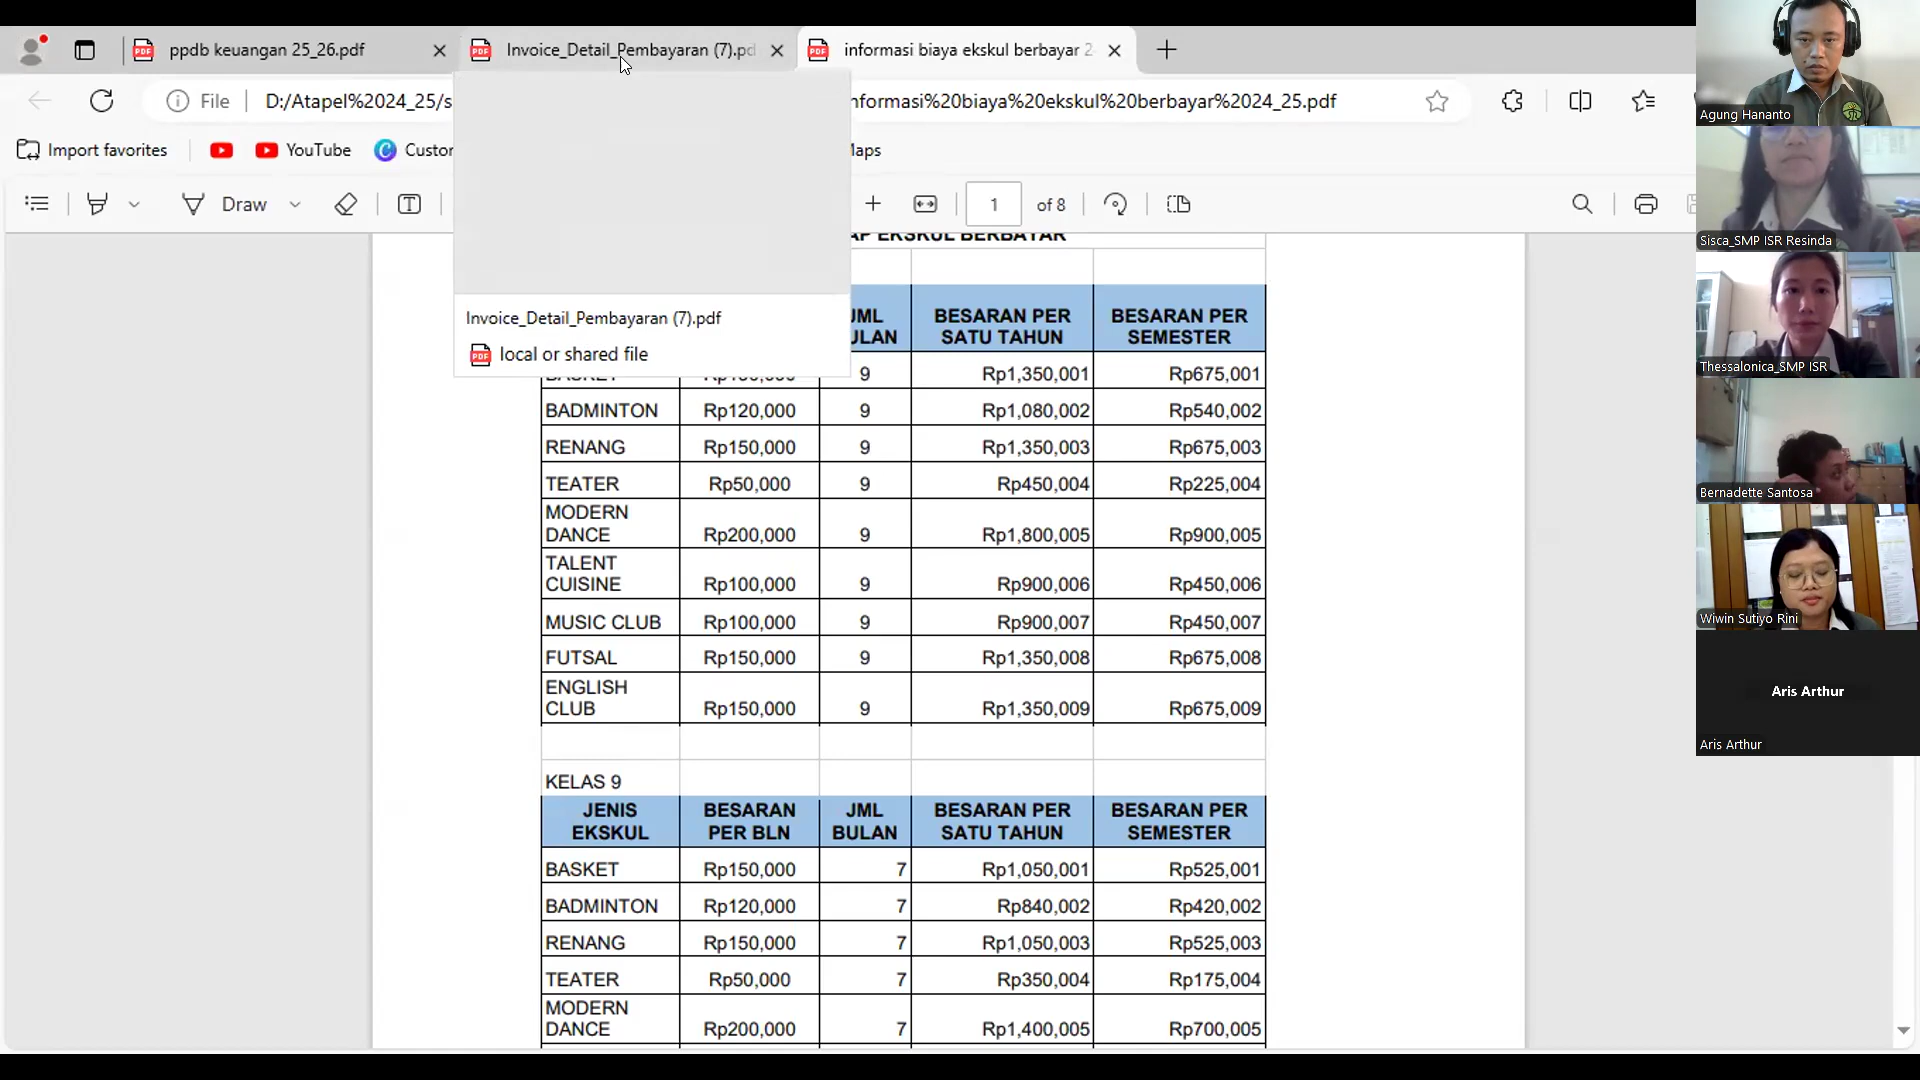 ppdb keuangan 25_26.pdf
Invoice_Detail_Pembayaran (7).pd
informasi biaya ekskul berbayar 2
File
D:/Atapel%2024_25/s
nformasi%20biaya%20ekskul%20berbayar%2024_25.pdf
Import favorites
YouTube
Custor
Maps
Draw
1 of 8
AP EKSKUL BERBAYAR
Invoice_Detail_Pembayaran (7).pdf
local or shared file
JML BULAN BESARAN PER SATU TAHUN BESARAN PER SEMESTER
BASKET Rp150,000 9 Rp1,350,001 Rp675,001
BADMINTON Rp120,000 9 Rp1,080,002 Rp540,002
RENANG Rp150,000 9 Rp1,350,003 Rp675,003
TEATER Rp50,000 9 Rp450,004 Rp225,004
MODERN DANCE Rp200,000 9 Rp1,800,005 Rp900,005
TALENT CUISINE Rp100,000 9 Rp900,006 Rp450,006
MUSIC CLUB Rp100,000 9 Rp900,007 Rp450,007
FUTSAL Rp150,000 9 Rp1,350,008 Rp675,008
ENGLISH CLUB Rp150,000 9 Rp1,350,009 Rp675,009
KELAS 9
JENIS EKSKUL BESARAN PER BLN JML BULAN BESARAN PER SATU TAHUN BESARAN PER SEMESTER
BASKET Rp150,000 7 Rp1,050,001 Rp525,001
BADMINTON Rp120,000 7 Rp840,002 Rp420,002
RENANG Rp150,000 7 Rp1,050,003 Rp525,003
TEATER Rp50,000 7 Rp350,004 Rp175,004
MODERN DANCE Rp200,000 7 Rp1,400,005 Rp700,005
Agung Hananto
Sisca_SMP ISR Resinda
Thessalonica_SMP ISR
Bernadette Santosa
Wiwin Sutiyo Rini
Aris Arthur
Aris Arthur